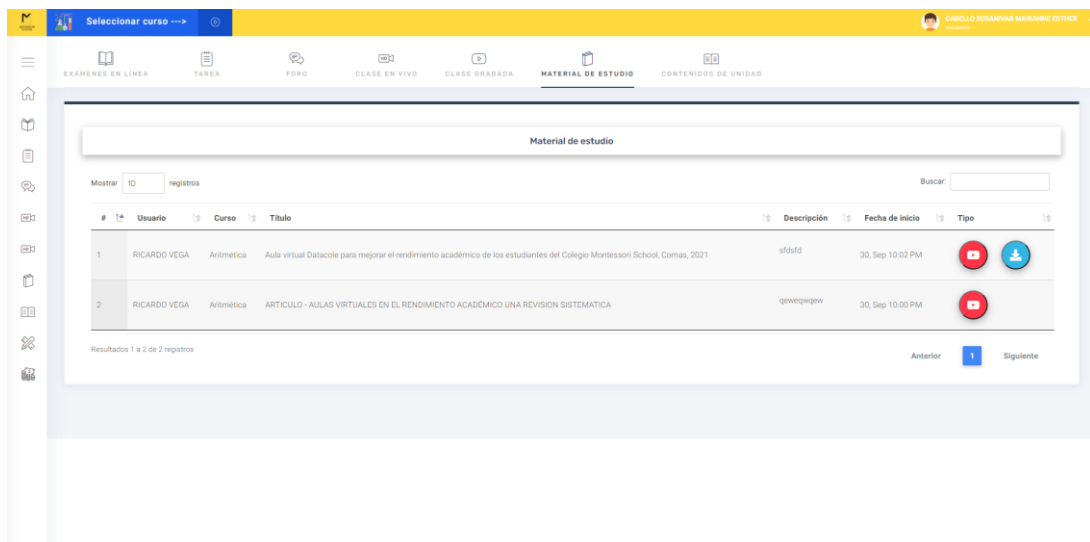 Seleccionar curso --->
CABELLO BUSANIVAR MARIANNE ESTHER
EXÁMENES EN LÍNEA
TAREA
FORO
CLASE EN VIVO
CLASE GRABADA
MATERIAL DE ESTUDIO
CONTENIDOS DE UNIDAD
Material de estudio
Mostrar 10 registros
Buscar:
# Usuario Curso Título Descripción Fecha de inicio Tipo
1 RICARDO VEGA Aritmética Aula virtual Datacole para mejorar el rendimiento académico de los estudiantes del Colegio Montessori School, Comas, 2021 sfdsfd 30, Sep 10:02 PM
2 RICARDO VEGA Aritmética ARTICULO - AULAS VIRTUALES EN EL RENDIMIENTO ACADÉMICO UNA REVISION SISTEMATICA qeweqwqew 30, Sep 10:00 PM
Resultados 1 a 2 de 2 registros
Anterior 1 Siguiente